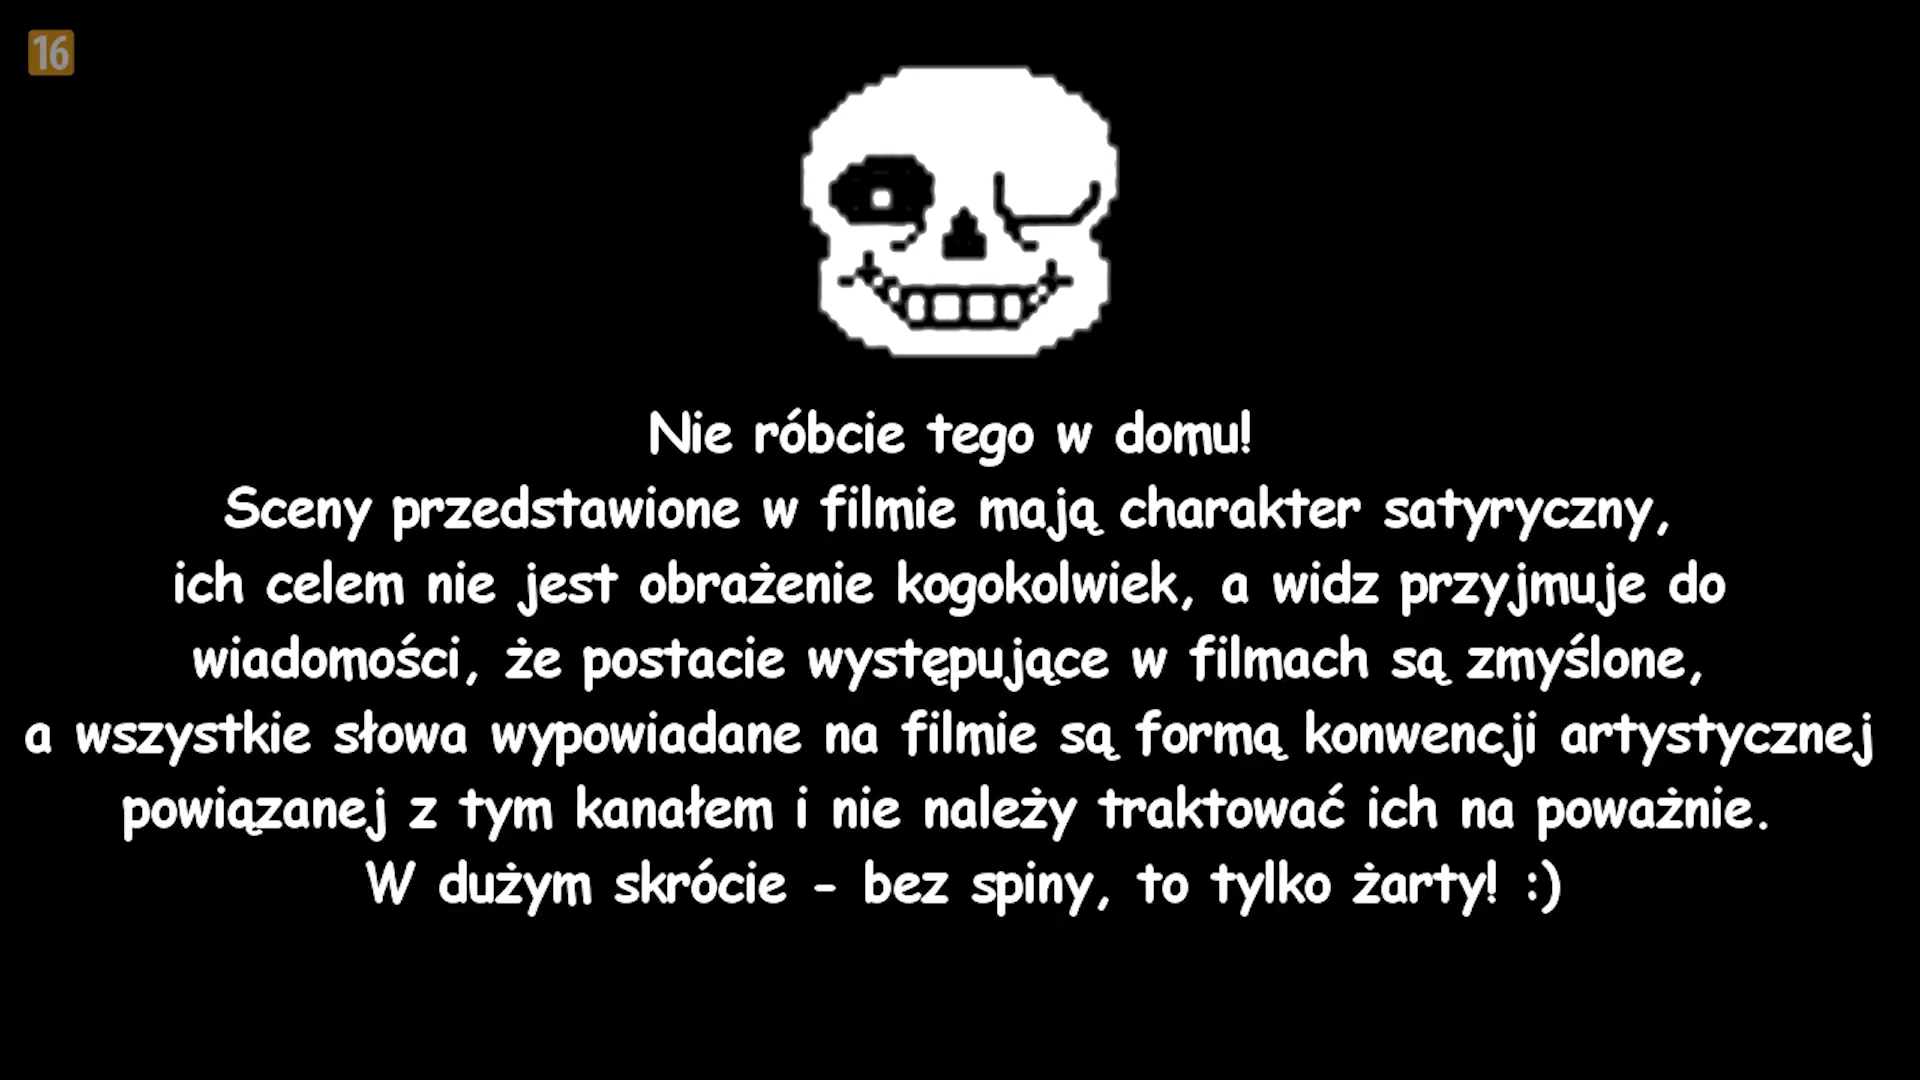 16
Nie róbcie tego w domu!
Sceny przedstawione w filmie mają charakter satyryczny,
ich celem nie jest obrażenie kogokolwiek, a widz przyjmuje do
wiadomości, że postacie występujące w filmach są zmyślone,
a wszystkie słowa wypowiadane na filmie są formą konwencji artystycznej
powiązanej z tym kanałem i nie należy traktować ich na poważnie.
W dużym skrócie - bez spiny, to tylko żarty! :)